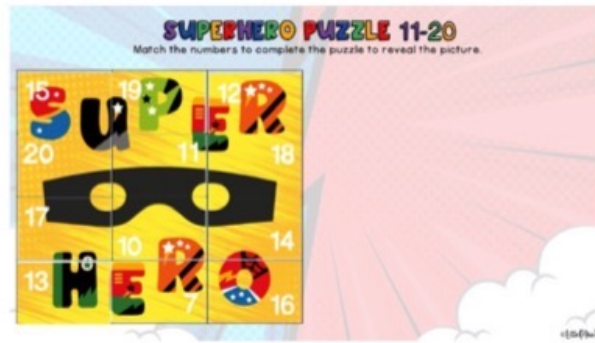 SUPERHERO PUZZLE 11-20
Match the numbers to complete the puzzle to reveal the picture.
15 19 12
SUPER
20 11 18
17
10 14
HERO
13 0 7 16